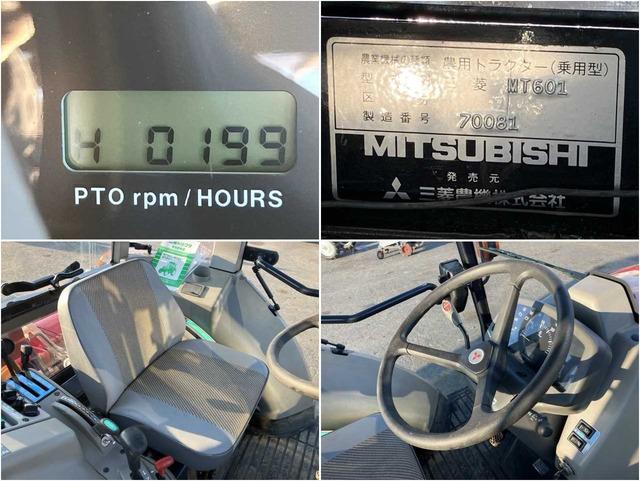 H 0199
PTO rpm/HOURS
農業機械の種類 農用トラクター(乗用型)
型 菱 MT601
区 分
製造番号 70081
MITSUBISHI
発売元
三菱農機株式会社